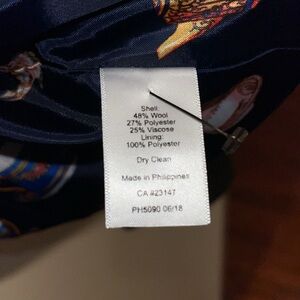 Shell:
48% Wool
27% Polyester
25% Viscose
Lining:
100% Polyester
Dry Clean
Made in Philippines
CA #23147
PH5090 06/18